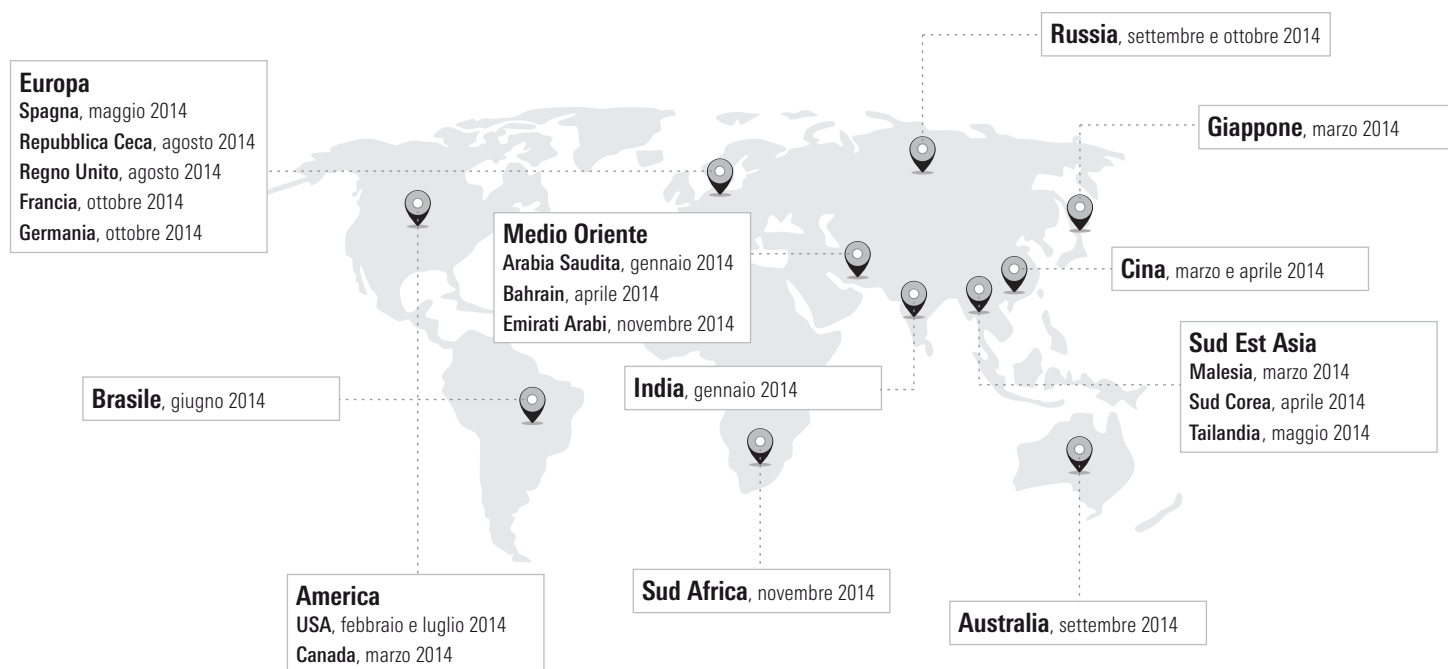 Russia, settembre e ottobre 2014
Europa
Spagna, maggio 2014
Repubblica Ceca, agosto 2014
Regno Unito, agosto 2014
Francia, ottobre 2014
Germania, ottobre 2014
Giappone, marzo 2014
Medio Oriente
Arabia Saudita, gennaio 2014
Bahrain, aprile 2014
Emirati Arabi, novembre 2014
Cina, marzo e aprile 2014
Sud Est Asia
Malesia, marzo 2014
Sud Corea, aprile 2014
Tailandia, maggio 2014
Brasile, giugno 2014
India, gennaio 2014
America
USA, febbraio e luglio 2014
Canada, marzo 2014
Sud Africa, novembre 2014
Australia, settembre 2014